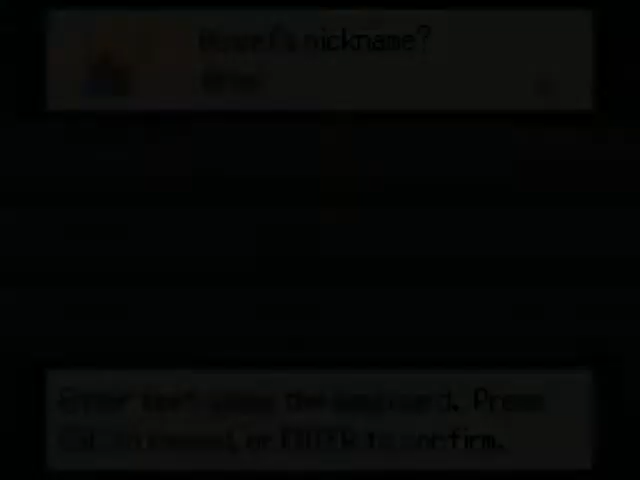 nickname?
Enter text using the keyboard. Press
ESC to cancel, or ENTER to confirm.